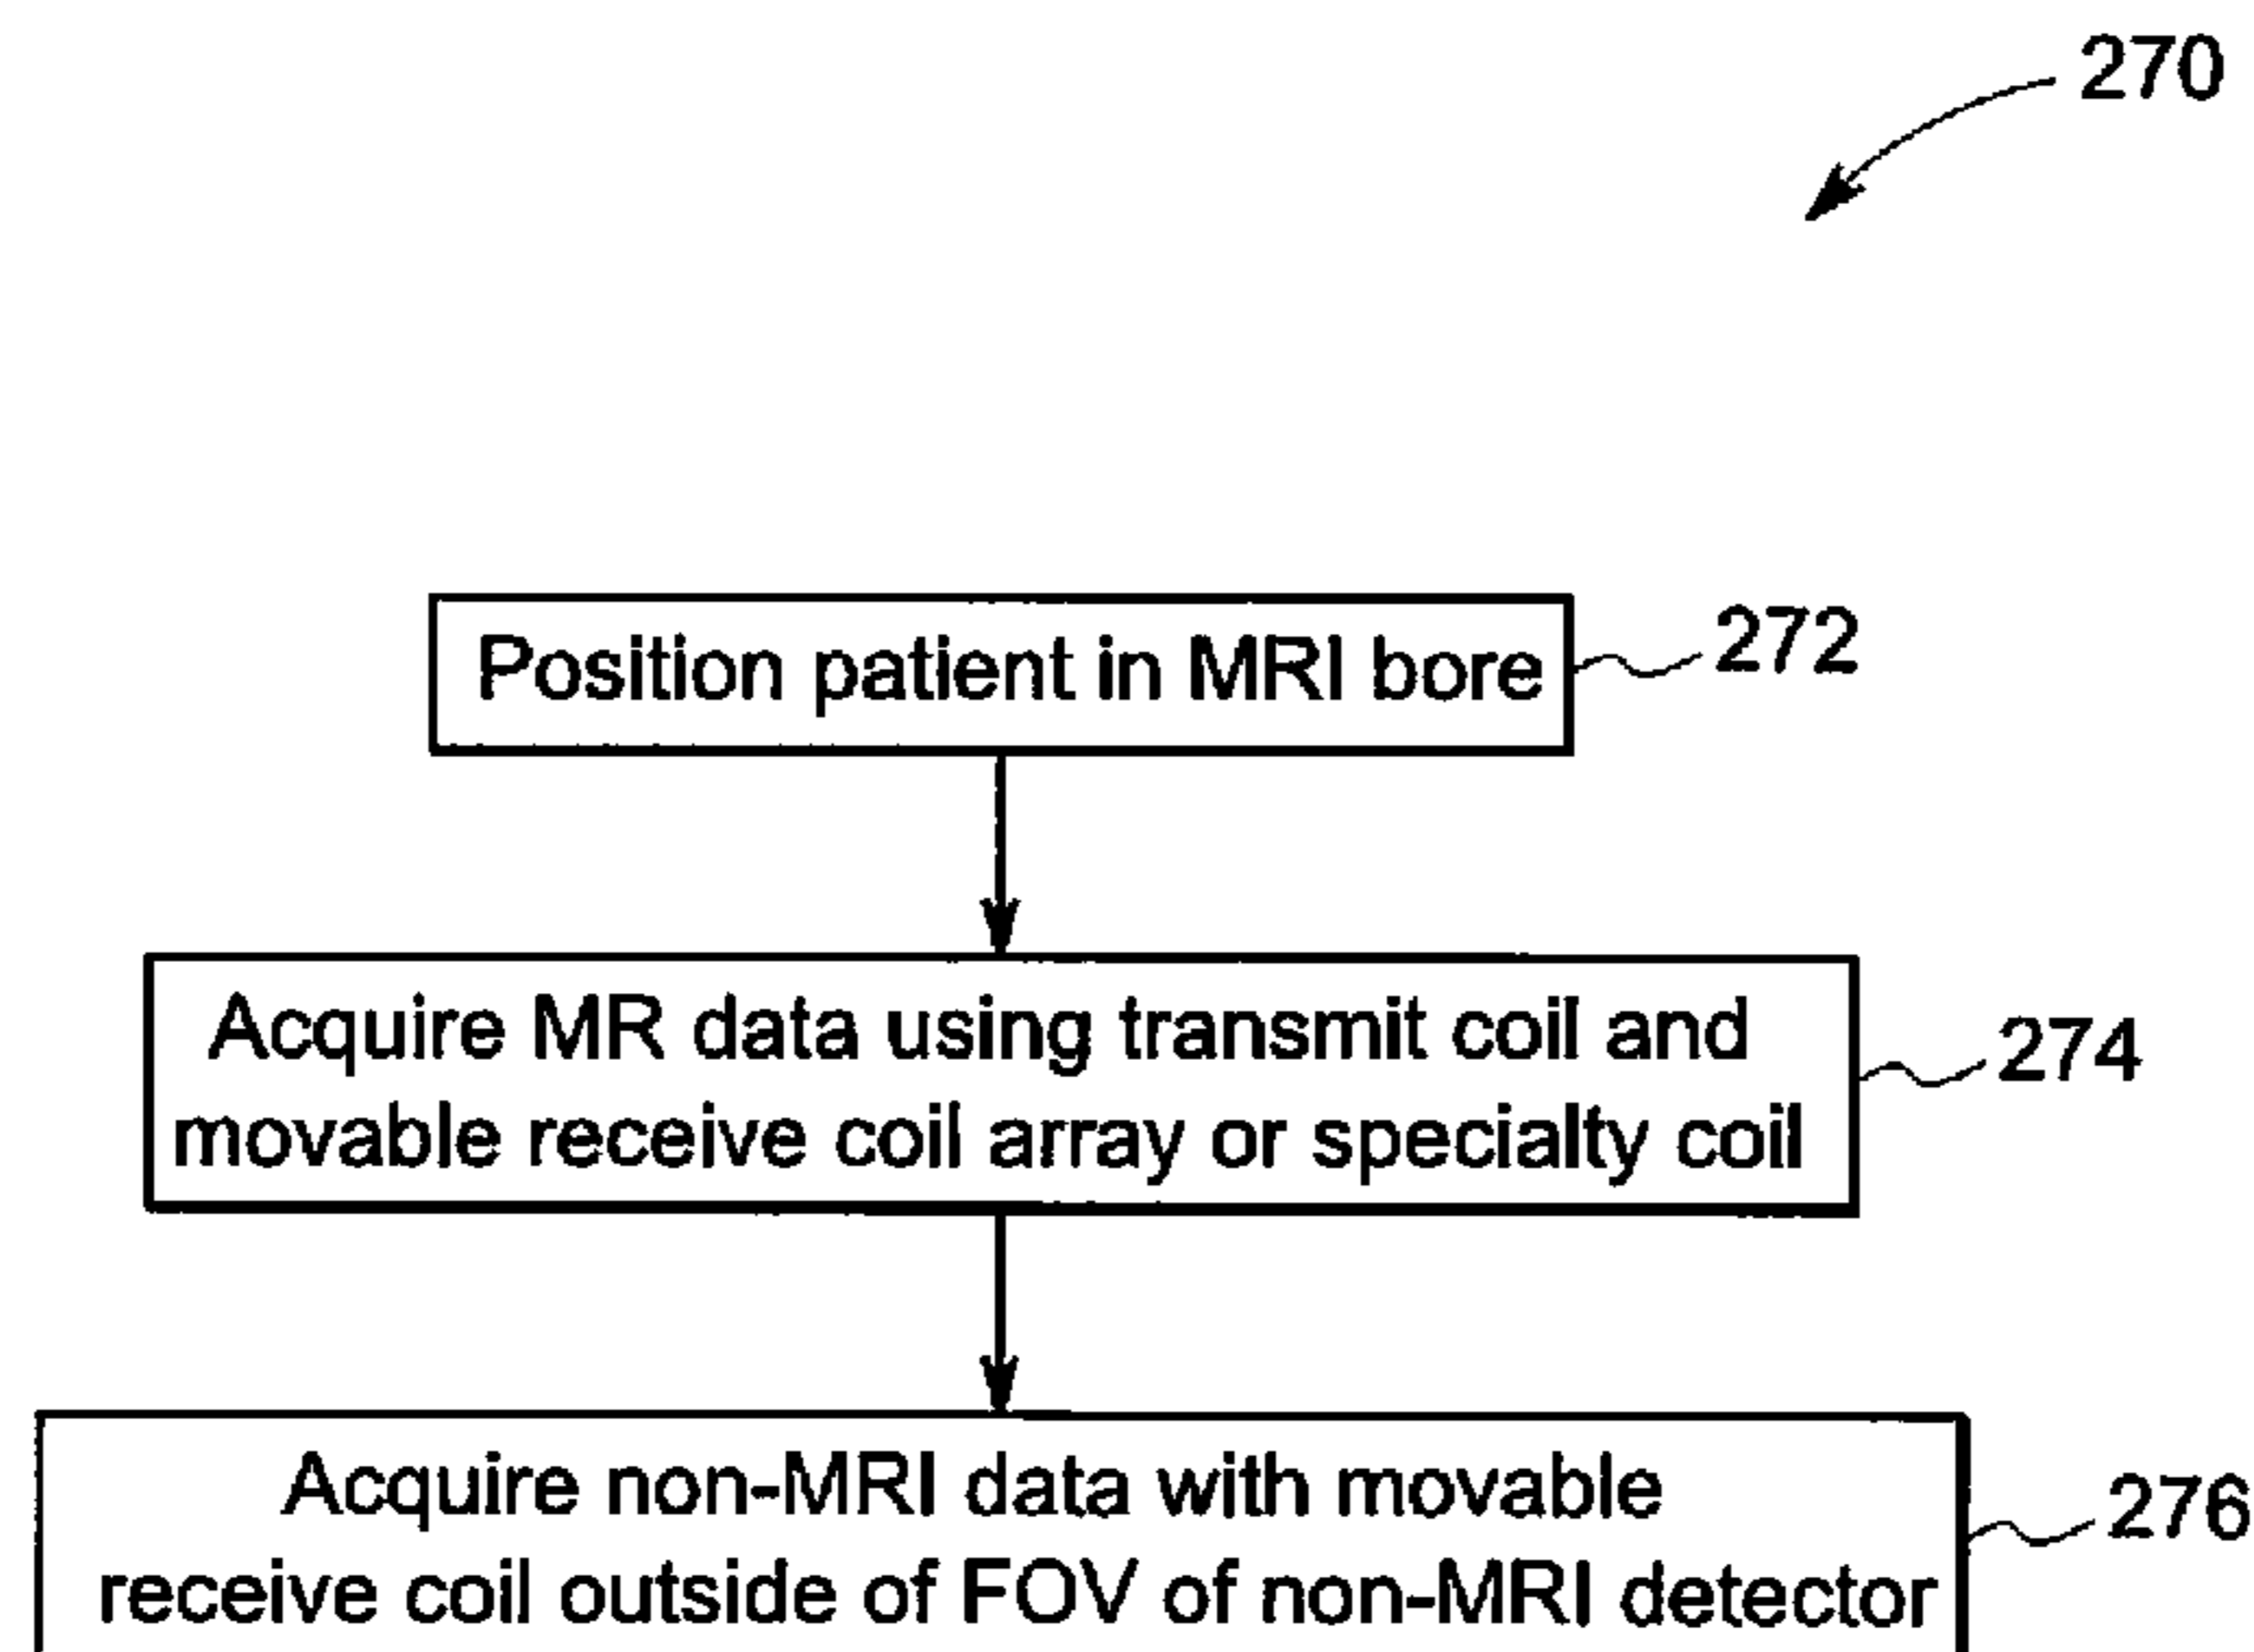 270
Position patient in MRI bore
272
Acquire MR data using transmit coil and
movable receive coil array or specialty coil
274
Acquire non-MRI data with movable
receive coil outside of FOV of non-MRI detector
276